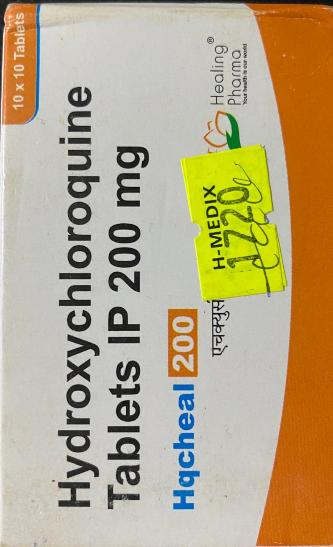 10 x 10 Tablets
Hydroxychloroquine
Tablets IP 200 mg
Hqcheal 200
एचक्युस
H-MEDIX
1720
Healing
Pharma
®
Your health is our world